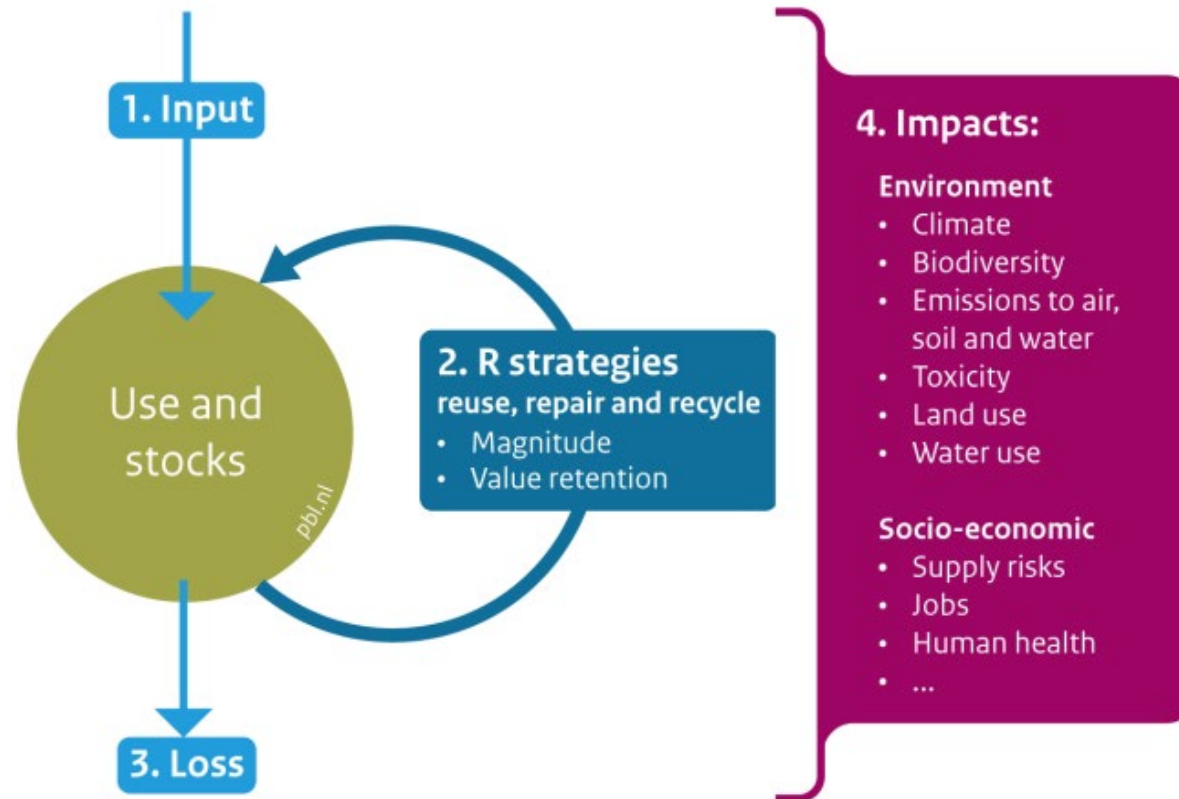 1. Input
Use and
stocks
pbl.nl
2. R strategies
reuse, repair and recycle
• Magnitude
• Value retention
3. Loss
4. Impacts:
Environment
• Climate
• Biodiversity
• Emissions to air,
soil and water
• Toxicity
• Land use
• Water use
Socio-economic
• Supply risks
• Jobs
• Human health
• ...